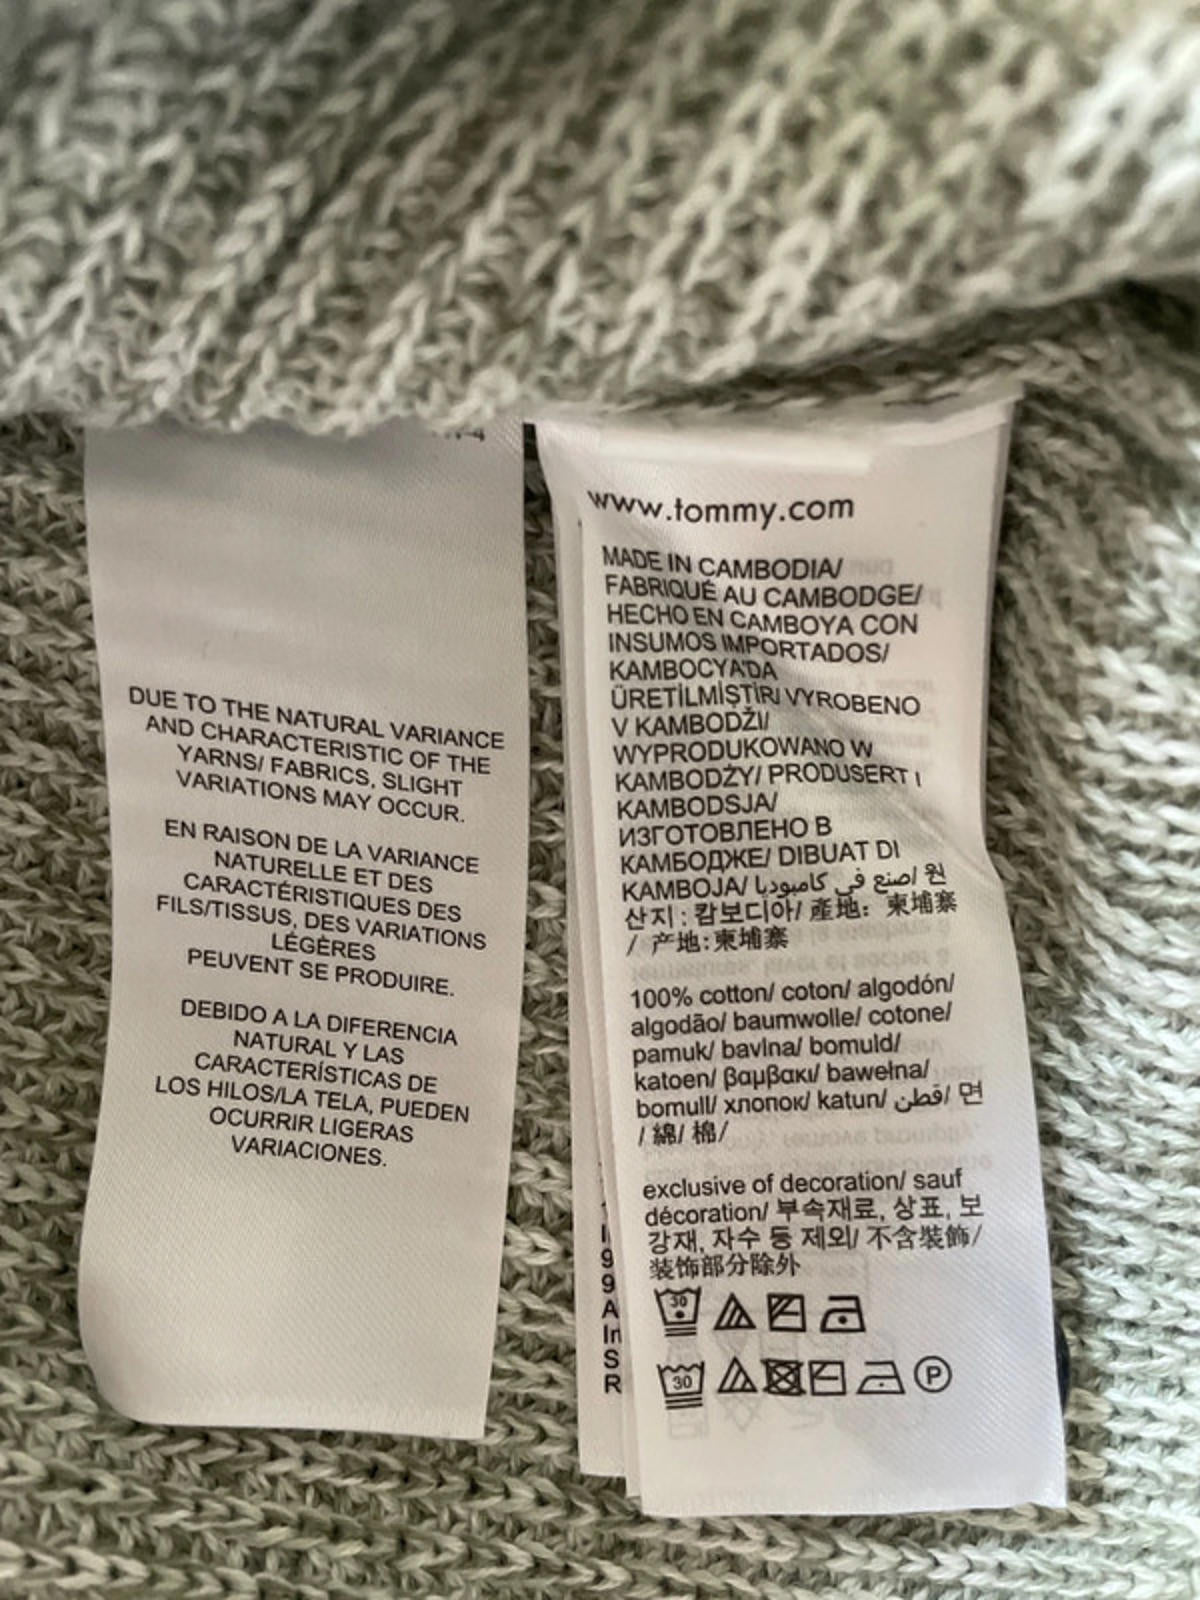 DUE TO THE NATURAL VARIANCE
AND CHARACTERISTIC OF THE
YARNS/ FABRICS, SLIGHT
VARIATIONS MAY OCCUR.
EN RAISON DE LA VARIANCE
NATURELLE ET DES
CARACTÉRISTIQUES DES
FILS/TISSUS, DES VARIATIONS
LÉGÈRES
PEUVENT SE PRODUIRE.
DEBIDO A LA DIFERENCIA
NATURAL Y LAS
CARACTERÍSTICAS DE
LOS HILOS/LA TELA, PUEDEN
OCURRIR LIGERAS
VARIACIONES.
www.tommy.com
MADE IN CAMBODIA/
FABRIQUÉ AU CAMBODGE/
HECHO EN CAMBOYA CON
INSUMOS IMPORTADOS/
KAMBOCYA'DA
ÜRETİLMİŞTİR/ VYROBENO
V KAMBODŽI/
WYPRODUKOWANO W
KAMBODŻY/ PRODUSERT I
KAMBODSJA/
ИЗГОТОВЛЕНО В
КАМБОДЖЕ/ DIBUAT DI
KAMBOJA/ صنع في كامبوديا/ 원
산지 : 캄보디아/ 產地: 柬埔寨
/ 产地:柬埔寨
100% cotton/ coton/ algodón/
algodão/ baumwolle/ cotone/
pamuk/ bavlna/ bomuld/
katoen/ βαμβακι/ bawełna/
bomull/ хлопок/ katun/ قطن/ 면
/ 綿/ 棉/
exclusive of decoration/ sauf
décoration/ 부속재료, 상표, 보
강재, 자수 등 제외/ 不含裝飾/
装饰部分除外
30
30 P
9
9
A
In
S
R